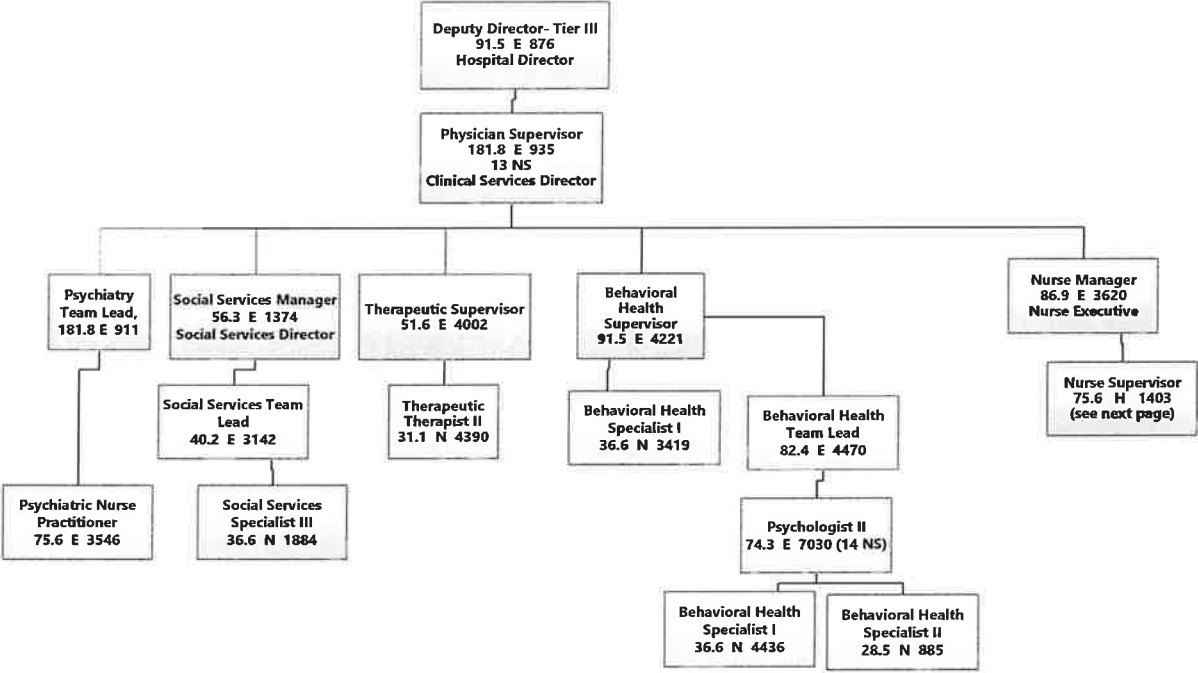 Deputy Director- Tier III
91.5 E 876
Hospital Director
Physician Supervisor
181.8 E 935
13 NS
Clinical Services Director
Psychiatry
Team Lead,
181.8 E 911
Social Services Manager
56.3 E 1374
Social Services Director
Therapeutic Supervisor
51.6 E 4002
Behavioral
Health
Supervisor
91.5 E 4221
Nurse Manager
86.9 E 3620
Nurse Executive
Social Services Team
Lead
40.2 E 3142
Therapeutic
Therapist II
31.1 N 4390
Behavioral Health
Specialist I
36.6 N 3419
Behavioral Health
Team Lead
82.4 E 4470
Nurse Supervisor
75.6 H 1403
(see next page)
Psychiatric Nurse
Practitioner
75.6 E 3546
Social Services
Specialist III
36.6 N 1884
Psychologist II
74.3 E 7030 (14 NS)
Behavioral Health
Specialist I
36.6 N 4436
Behavioral Health
Specialist II
28.5 N 885